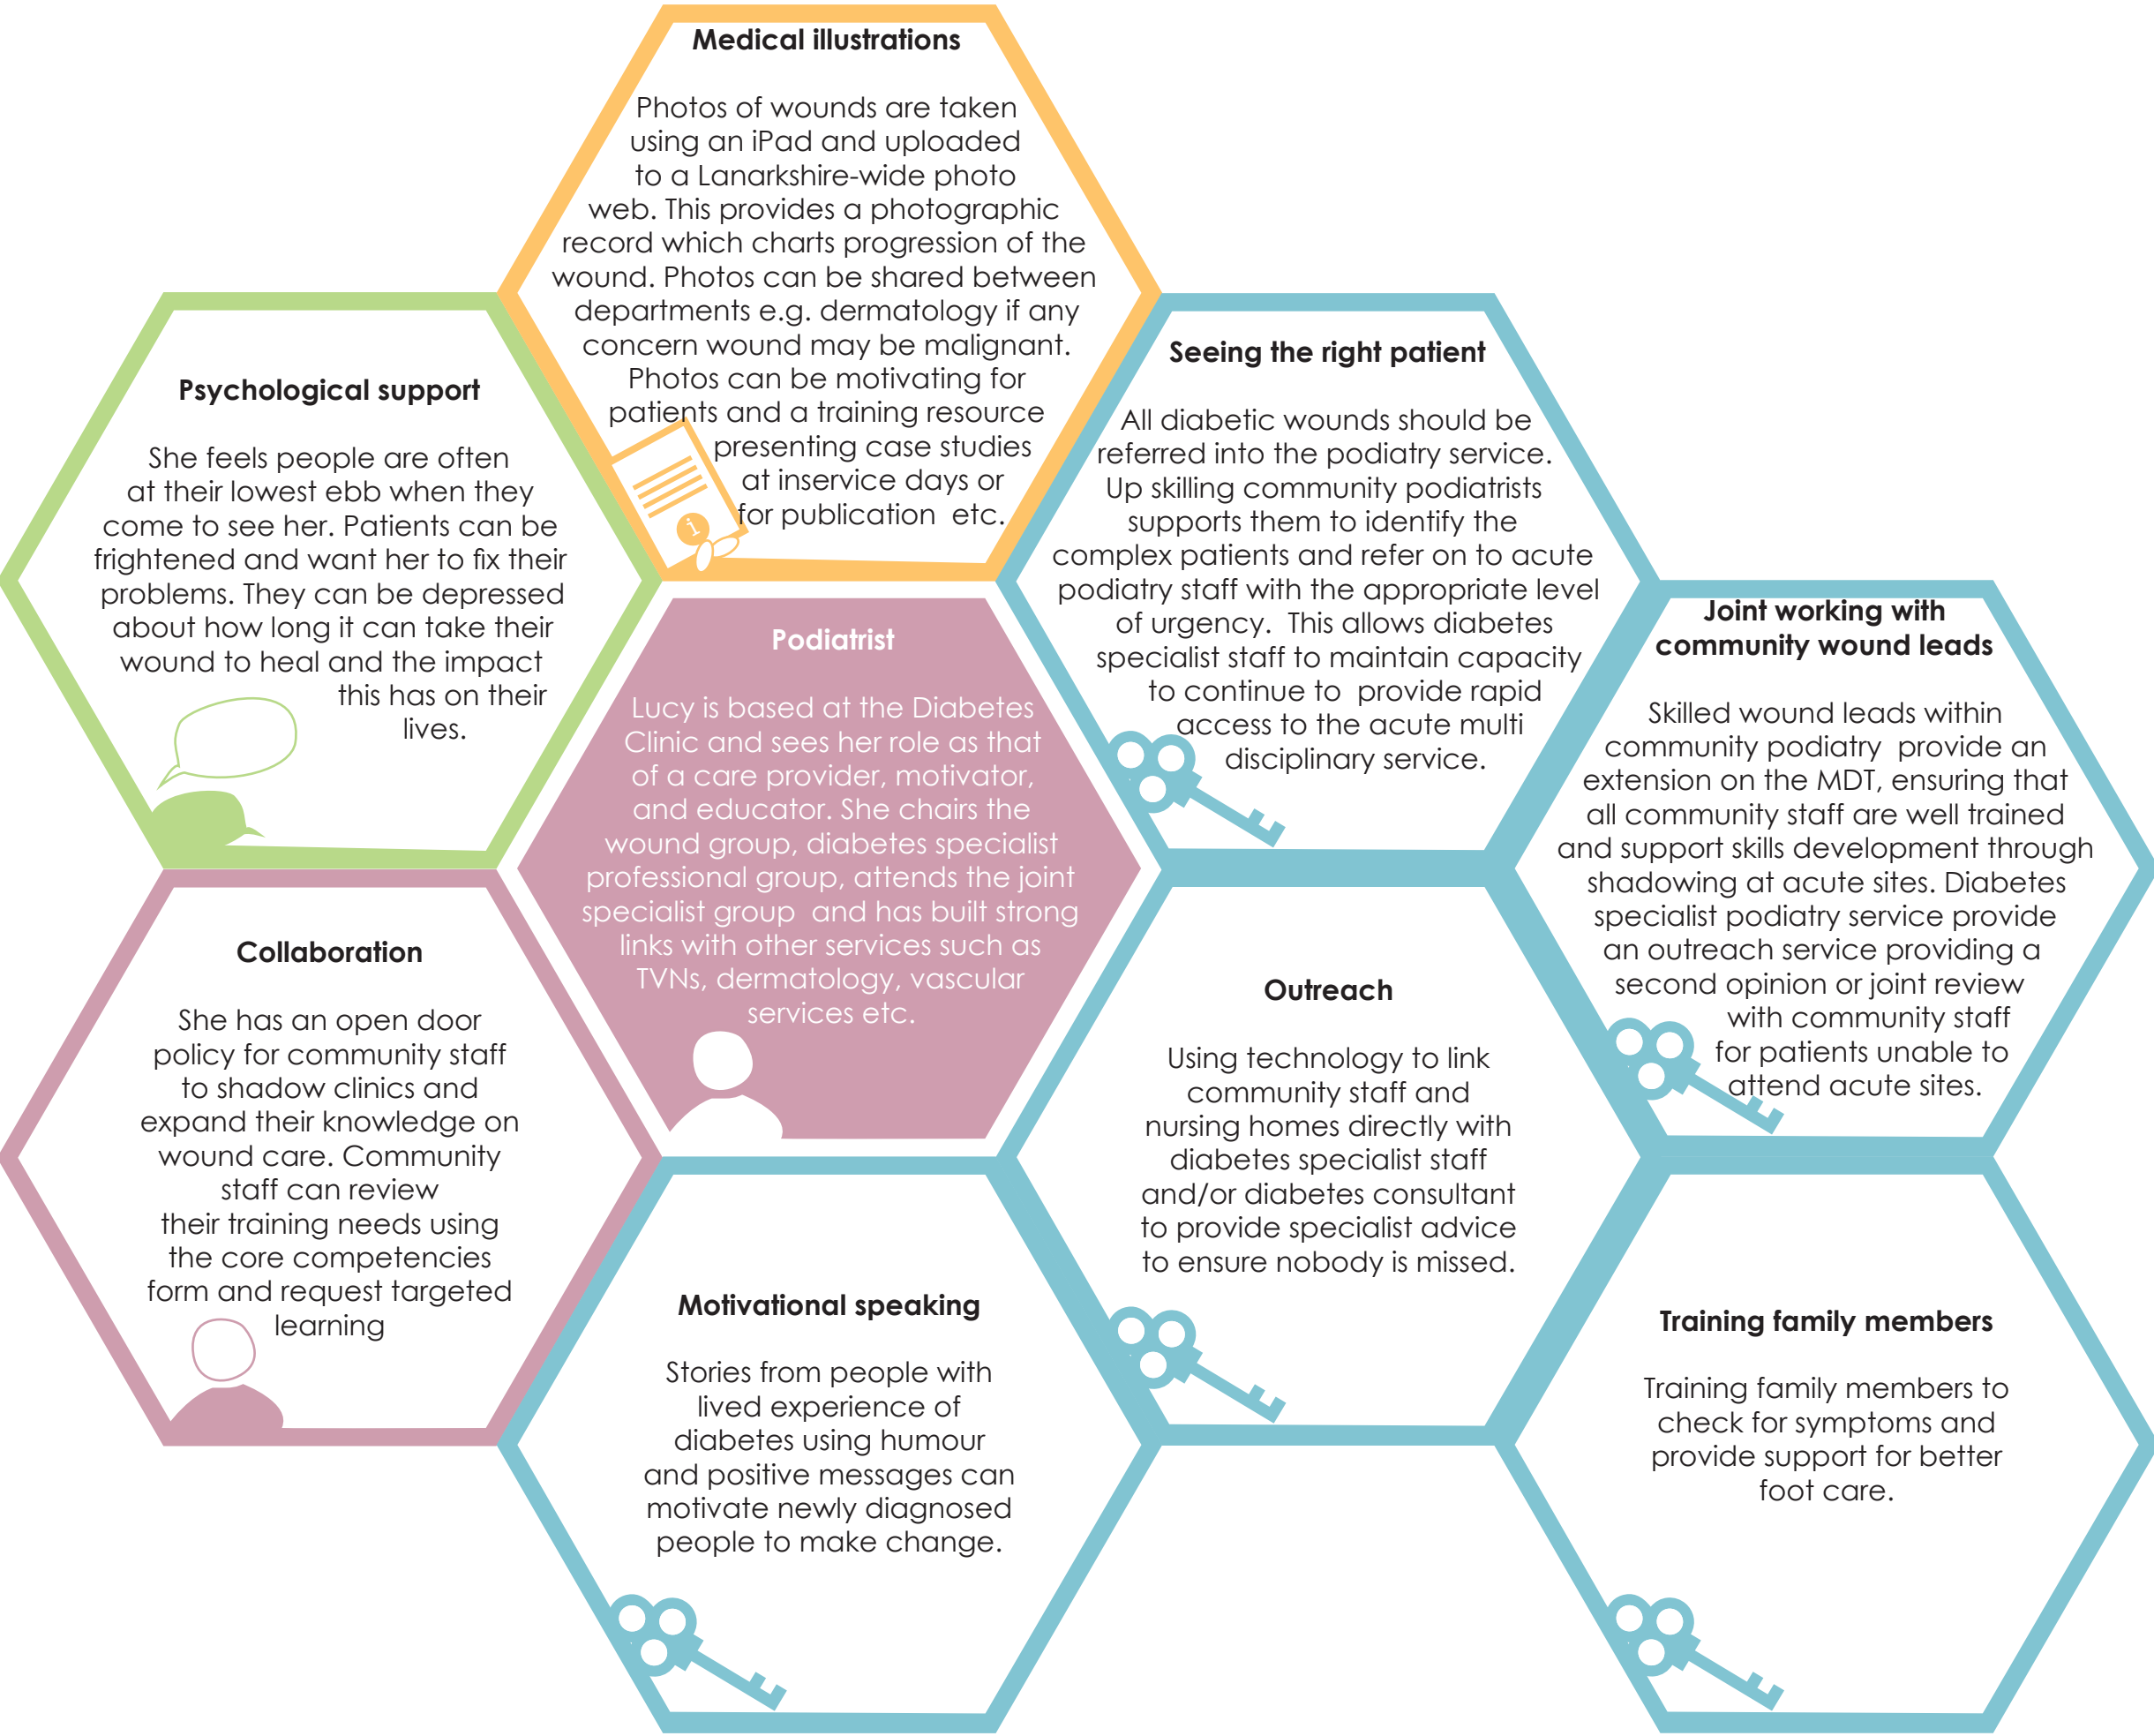 Medical illustrations
Photos of wounds are taken
using an iPad and uploaded
to a Lanarkshire-wide photo
web. This provides a photographic
record which charts progression of the
wound. Photos can be shared between
departments e.g. dermatology if any
concern wound may be malignant.
Photos can be motivating for
patients and a training resource
presenting case studies
at inservice days or
for publication etc.
i
Psychological support
She feels people are often
at their lowest ebb when they
come to see her. Patients can be
frightened and want her to fix their
problems. They can be depressed
about how long it can take their
wound to heal and the impact
this has on their
lives.
Seeing the right patient
All diabetic wounds should be
referred into the podiatry service.
Up skilling community podiatrists
supports them to identify the
complex patients and refer on to acute
podiatry staff with the appropriate level
of urgency. This allows diabetes
specialist staff to maintain capacity
to continue to provide rapid
access to the acute multi
disciplinary service.
Podiatrist
Lucy is based at the Diabetes
Clinic and sees her role as that
of a care provider, motivator,
and educator. She chairs the
wound group, diabetes specialist
professional group, attends the joint
specialist group and has built strong
links with other services such as
TVNs, dermatology, vascular
services etc.
Joint working with
community wound leads
Skilled wound leads within
community podiatry provide an
extension on the MDT, ensuring that
all community staff are well trained
and support skills development through
shadowing at acute sites. Diabetes
specialist podiatry service provide
an outreach service providing a
second opinion or joint review
with community staff
for patients unable to
attend acute sites.
Collaboration
She has an open door
policy for community staff
to shadow clinics and
expand their knowledge on
wound care. Community
staff can review
their training needs using
the core competencies
form and request targeted
learning
Outreach
Using technology to link
community staff and
nursing homes directly with
diabetes specialist staff
and/or diabetes consultant
to provide specialist advice
to ensure nobody is missed.
Motivational speaking
Stories from people with
lived experience of
diabetes using humour
and positive messages can
motivate newly diagnosed
people to make change.
Training family members
Training family members to
check for symptoms and
provide support for better
foot care.